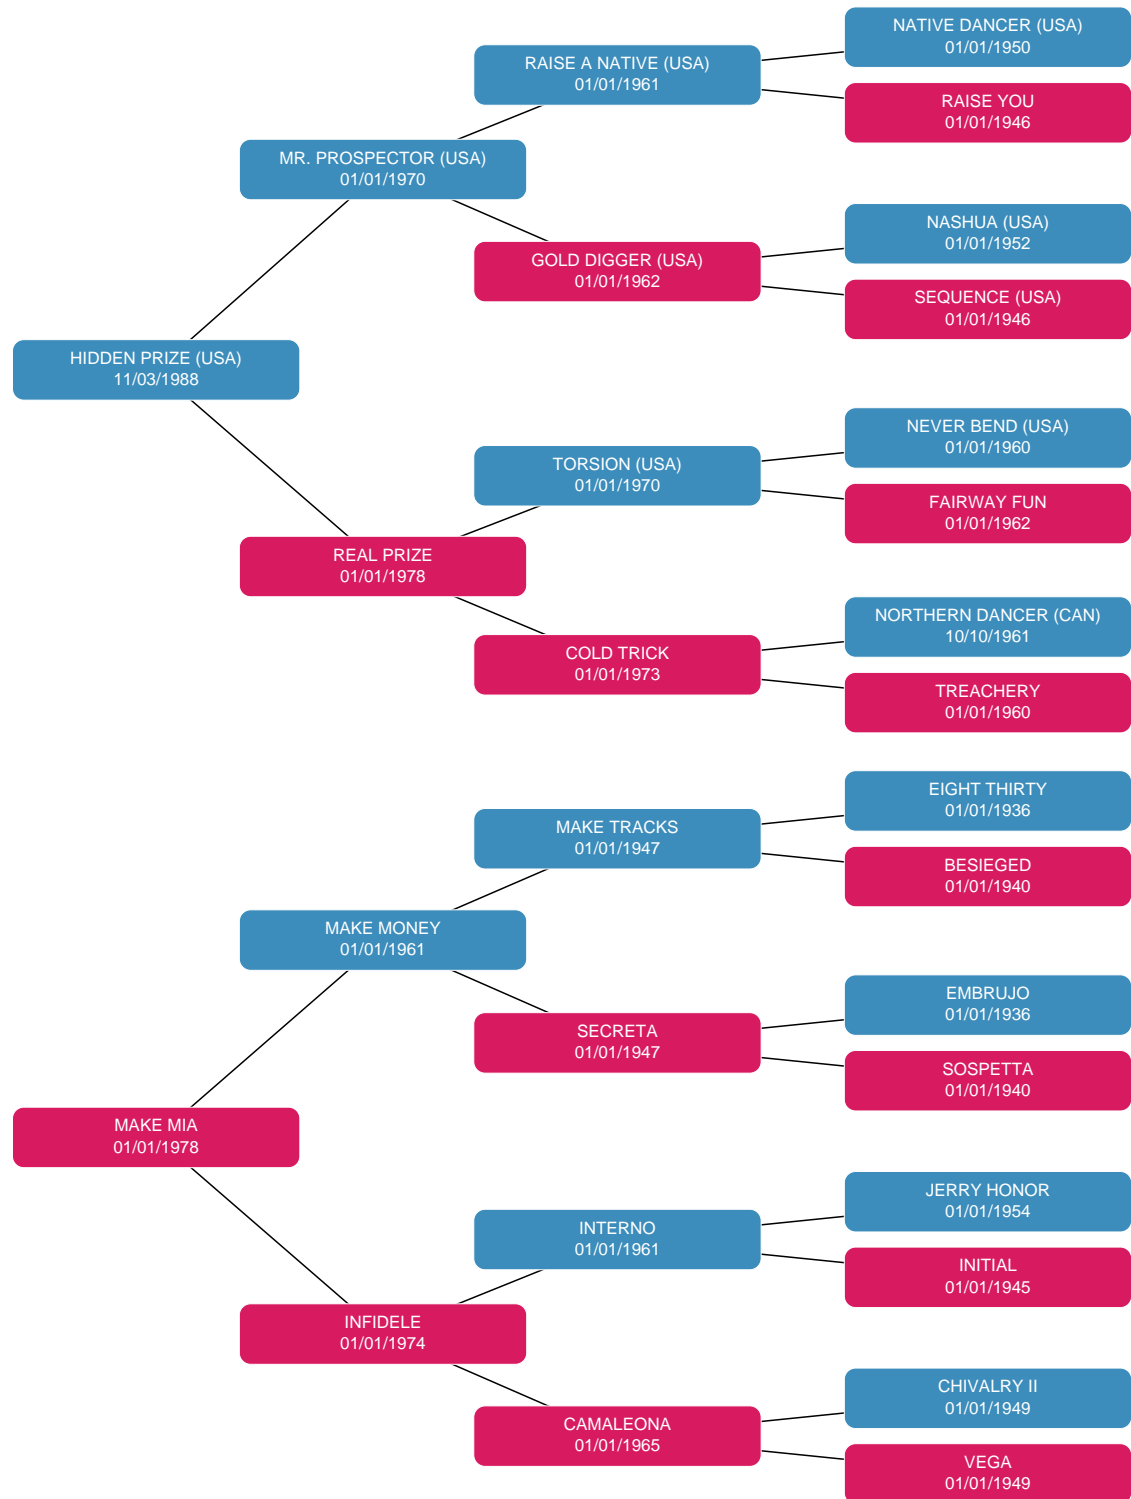 NATIVE DANCER (USA)
01/01/1950
RAISE A NATIVE (USA)
01/01/1961
RAISE YOU
01/01/1946
MR. PROSPECTOR (USA)
01/01/1970
NASHUA (USA)
01/01/1952
GOLD DIGGER (USA)
01/01/1962
SEQUENCE (USA)
01/01/1946
HIDDEN PRIZE (USA)
11/03/1988
NEVER BEND (USA)
01/01/1960
TORSION (USA)
01/01/1970
FAIRWAY FUN
01/01/1962
REAL PRIZE
01/01/1978
NORTHERN DANCER (CAN)
10/10/1961
COLD TRICK
01/01/1973
TREACHERY
01/01/1960
EIGHT THIRTY
01/01/1936
MAKE TRACKS
01/01/1947
BESIEGED
01/01/1940
MAKE MONEY
01/01/1961
EMBRUJO
01/01/1936
SECRETA
01/01/1947
SOSPETTA
01/01/1940
MAKE MIA
01/01/1978
JERRY HONOR
01/01/1954
INTERNO
01/01/1961
INITIAL
01/01/1945
INFIDELE
01/01/1974
CHIVALRY II
01/01/1949
CAMALEONA
01/01/1965
VEGA
01/01/1949